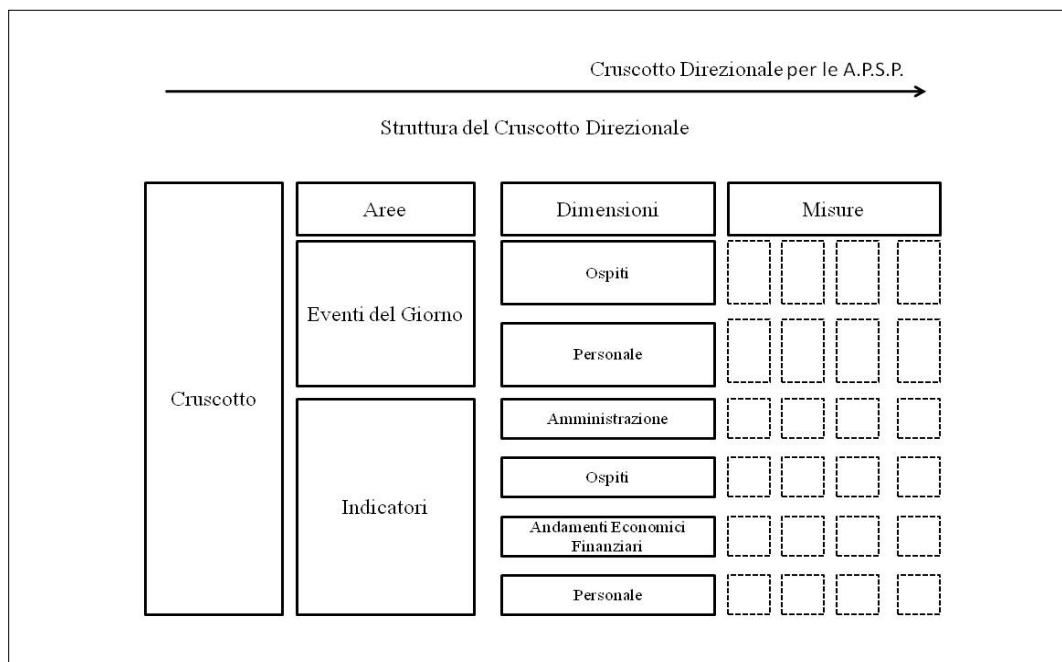 Cruscotto Direzionale per le A.P.S.P.
Struttura del Cruscotto Direzionale
Aree
Dimensioni
Misure
Cruscotto
Eventi del Giorno
Ospiti
Personale
Indicatori
Amministrazione
Ospiti
Andamenti Economici
Finanziari
Personale